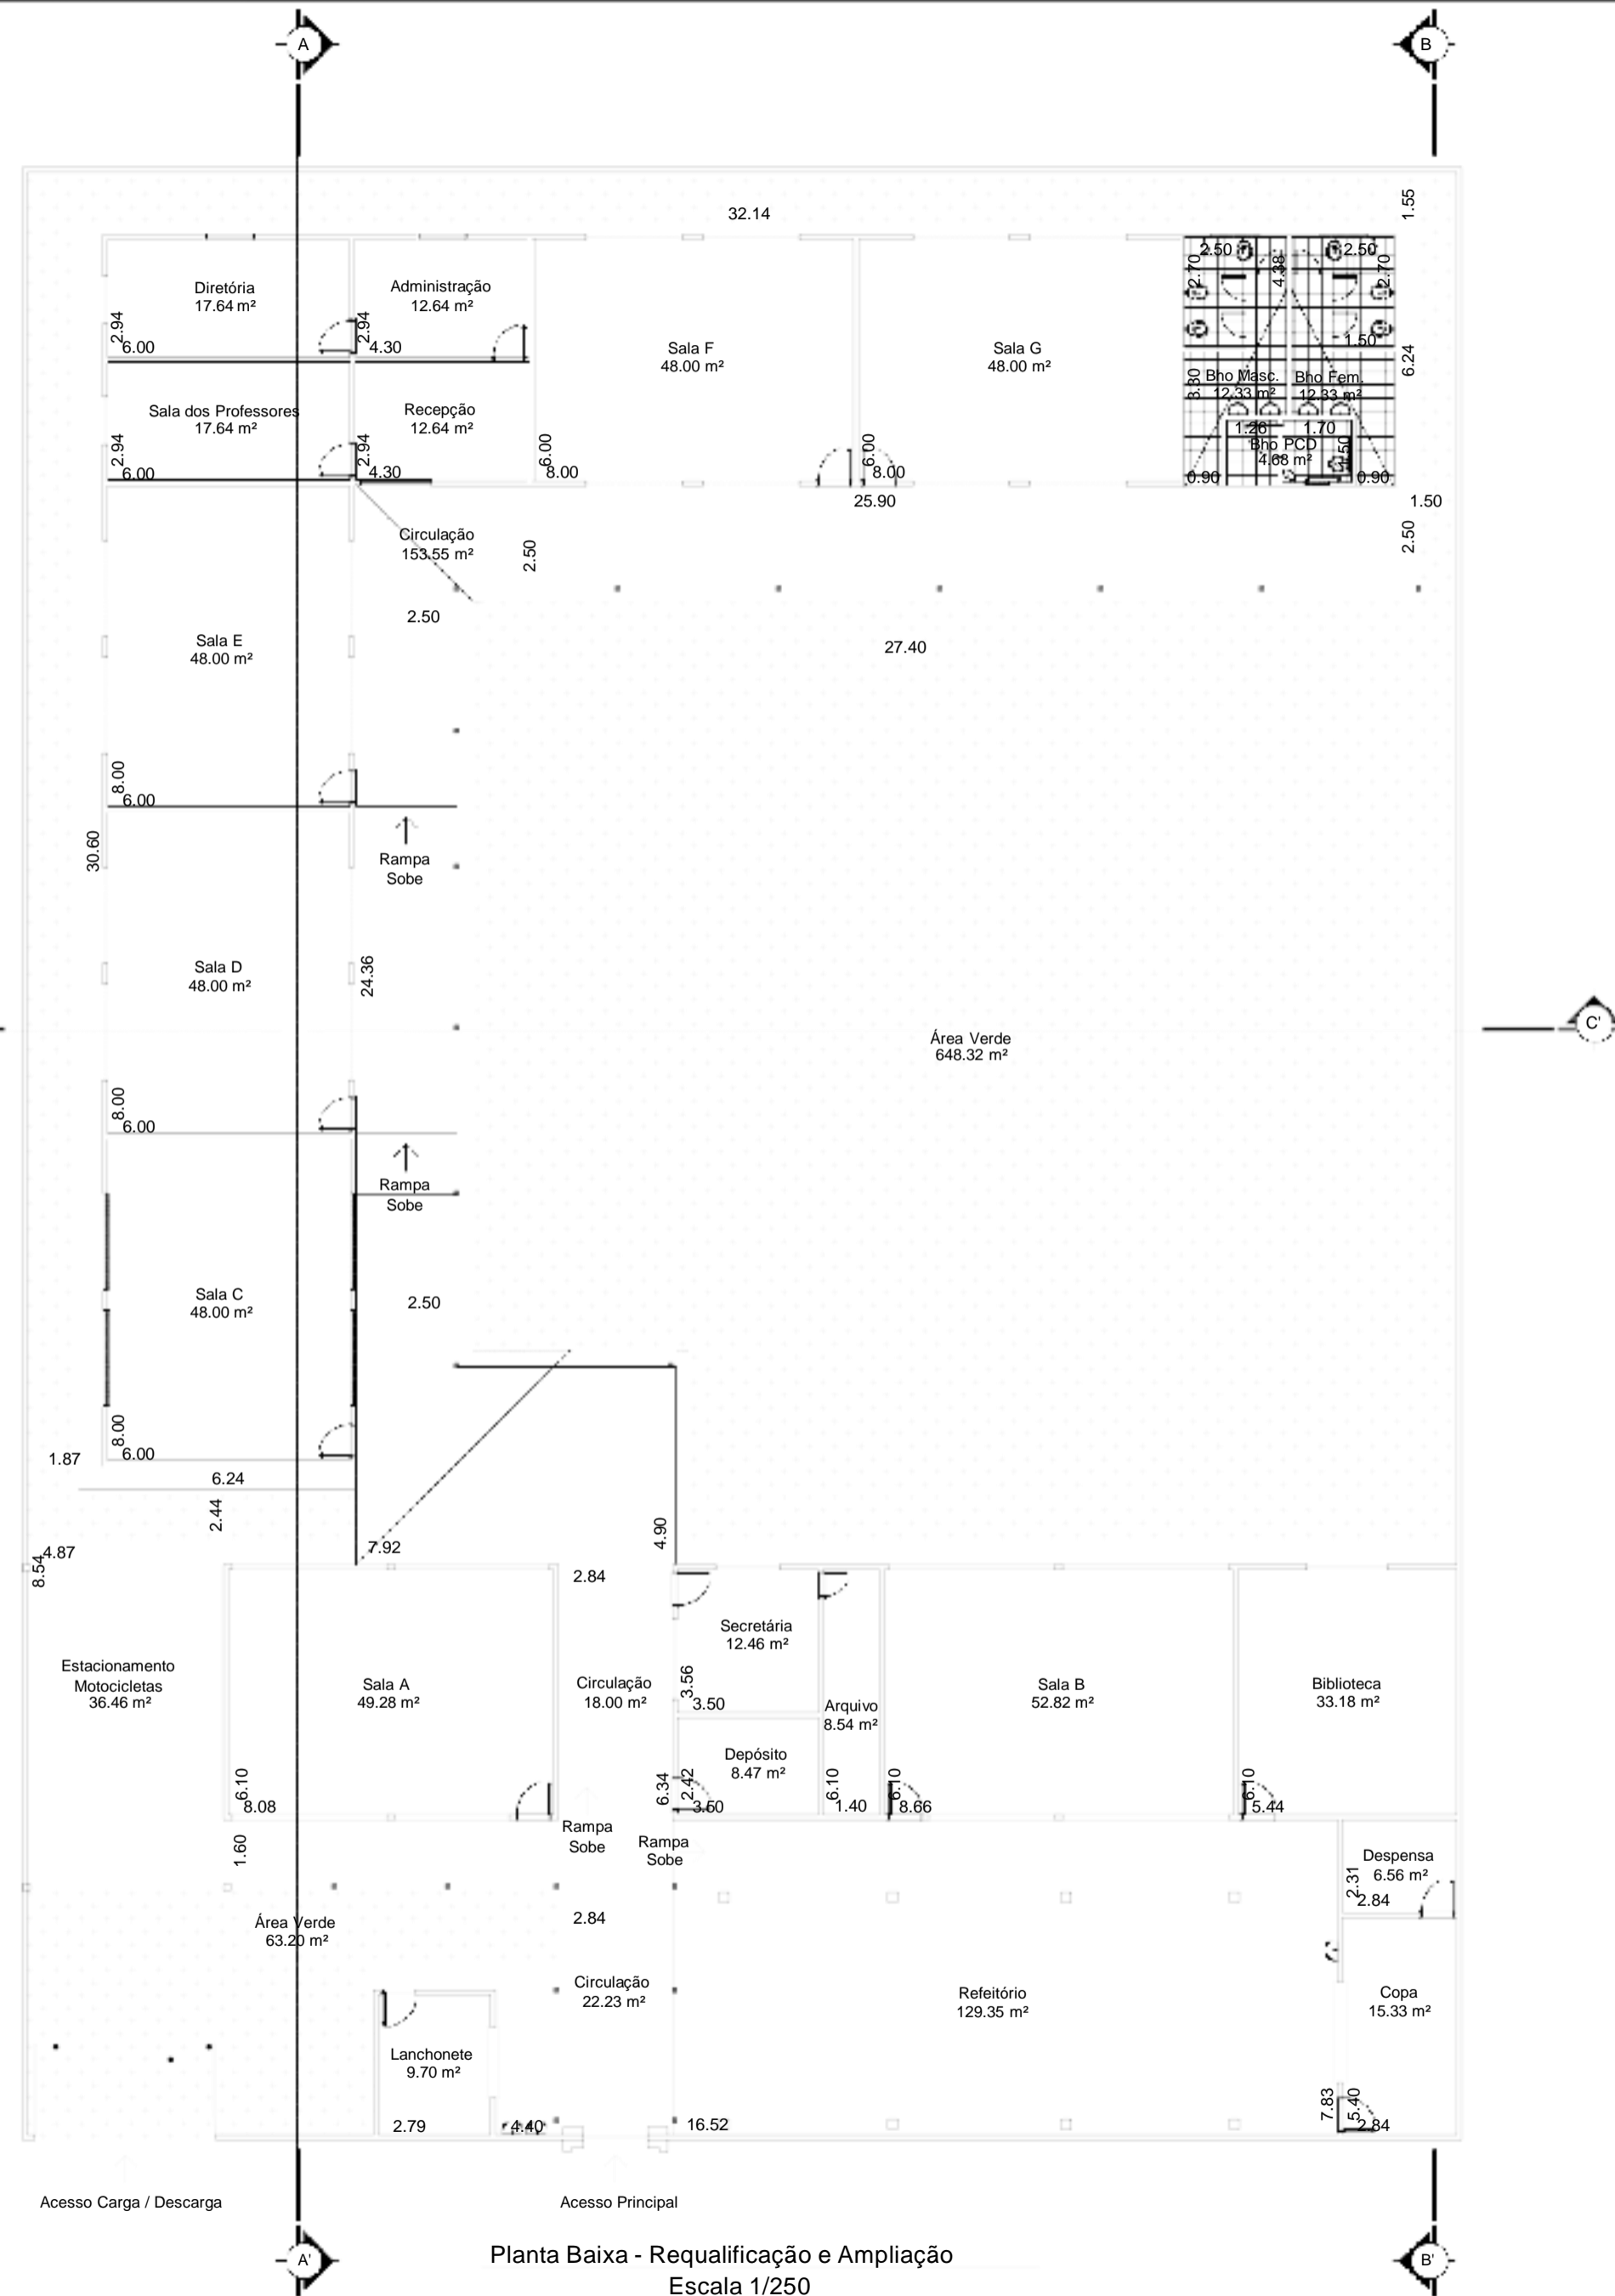 A
B
1.55
32.14
2.50
2.50
2.70
4.38
2.70
Diretória
17.64 m²
Administração
12.64 m²
2.94
2.94
6.00
4.30
Sala F
48.00 m²
Sala G
48.00 m²
1.50
6.24
3.30
Bho Masc.
12.33 m²
Bho Fem.
12.33 m²
Sala dos Professores
17.64 m²
Recepção
12.64 m²
1.26
1.70
Bho PCD
4.68 m²
1.50
2.94
2.94
6.00
6.00
6.00
4.30
8.00
8.00
0.90
0.90
25.90
1.50
Circulação
153.55 m²
2.50
2.50
2.50
Sala E
48.00 m²
27.40
8.00
6.00
30.60
Rampa
Sobe
Sala D
48.00 m²
24.36
C'
Área Verde
648.32 m²
8.00
6.00
Rampa
Sobe
Sala C
48.00 m²
2.50
8.00
6.00
1.87
6.24
2.44
4.90
7.92
4.87
8.54
2.84
Secretária
12.46 m²
Estacionamento
Motocicletas
36.46 m²
Sala A
49.28 m²
Circulação
18.00 m²
3.56
3.50
Arquivo
8.54 m²
Sala B
52.82 m²
Biblioteca
33.18 m²
Depósito
8.47 m²
6.10
8.08
6.34
2.42
3.50
6.10
1.40
6.10
8.66
6.10
5.44
Rampa
Sobe
Rampa
Sobe
1.60
Despensa
6.56 m²
2.31
2.84
Área Verde
63.20 m²
2.84
Circulação
22.23 m²
Refeitório
129.35 m²
Copa
15.33 m²
Lanchonete
9.70 m²
2.79
4.40
16.52
7.83
5.40
2.84
Acesso Carga / Descarga
Acesso Principal
A'
B'
Planta Baixa - Requalificação e Ampliação
Escala 1/250